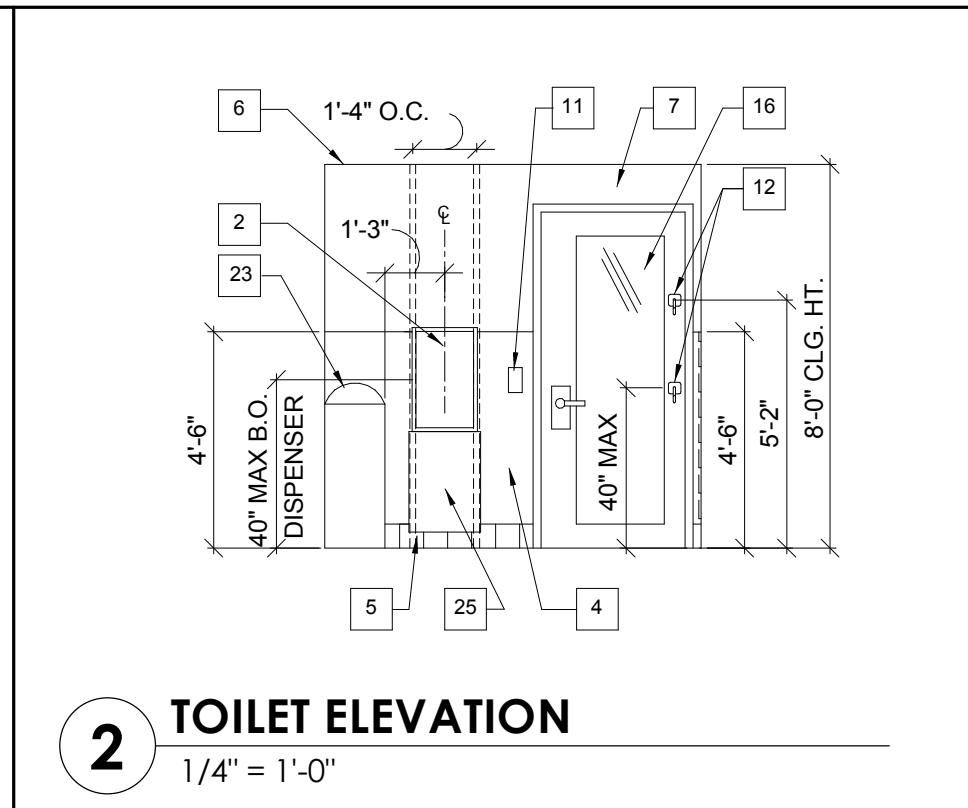 6
1'-4" O.C.
11
7
16
12
2
1'-3"
℄
23
4'-6"
40" MAX B.O.
DISPENSER
40" MAX
4'-6"
5'-2"
8'-0" CLG. HT.
5
25
4
2
TOILET ELEVATION
1/4" = 1'-0"